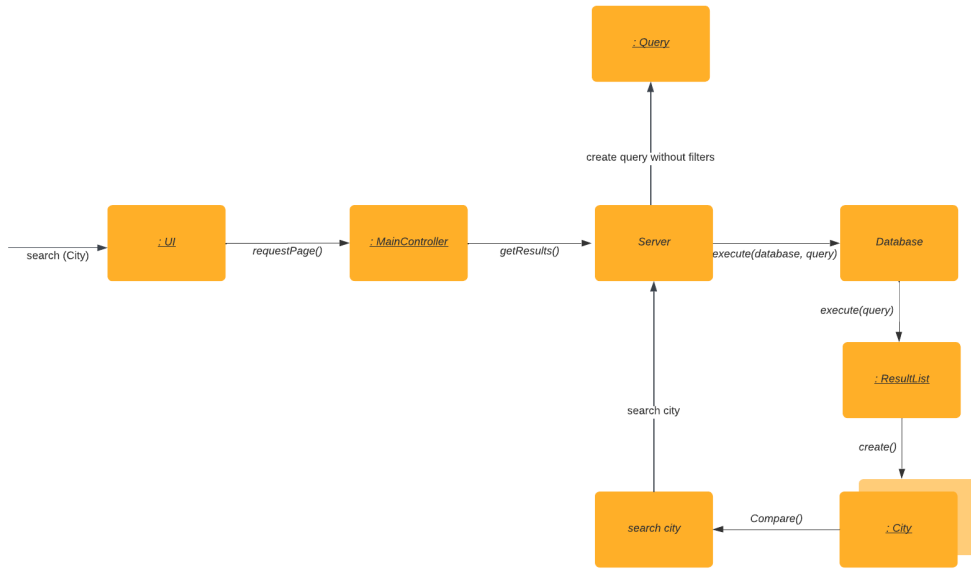 : Query
create query without filters
: UI
: MainController
Server
Database
search (City)
requestPage()
getResults()
execute(database, query)
execute(query)
: ResultList
search city
create()
search city
Compare()
: City